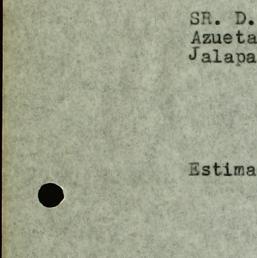 SR. D.
Azueta
Jalapa
Estima